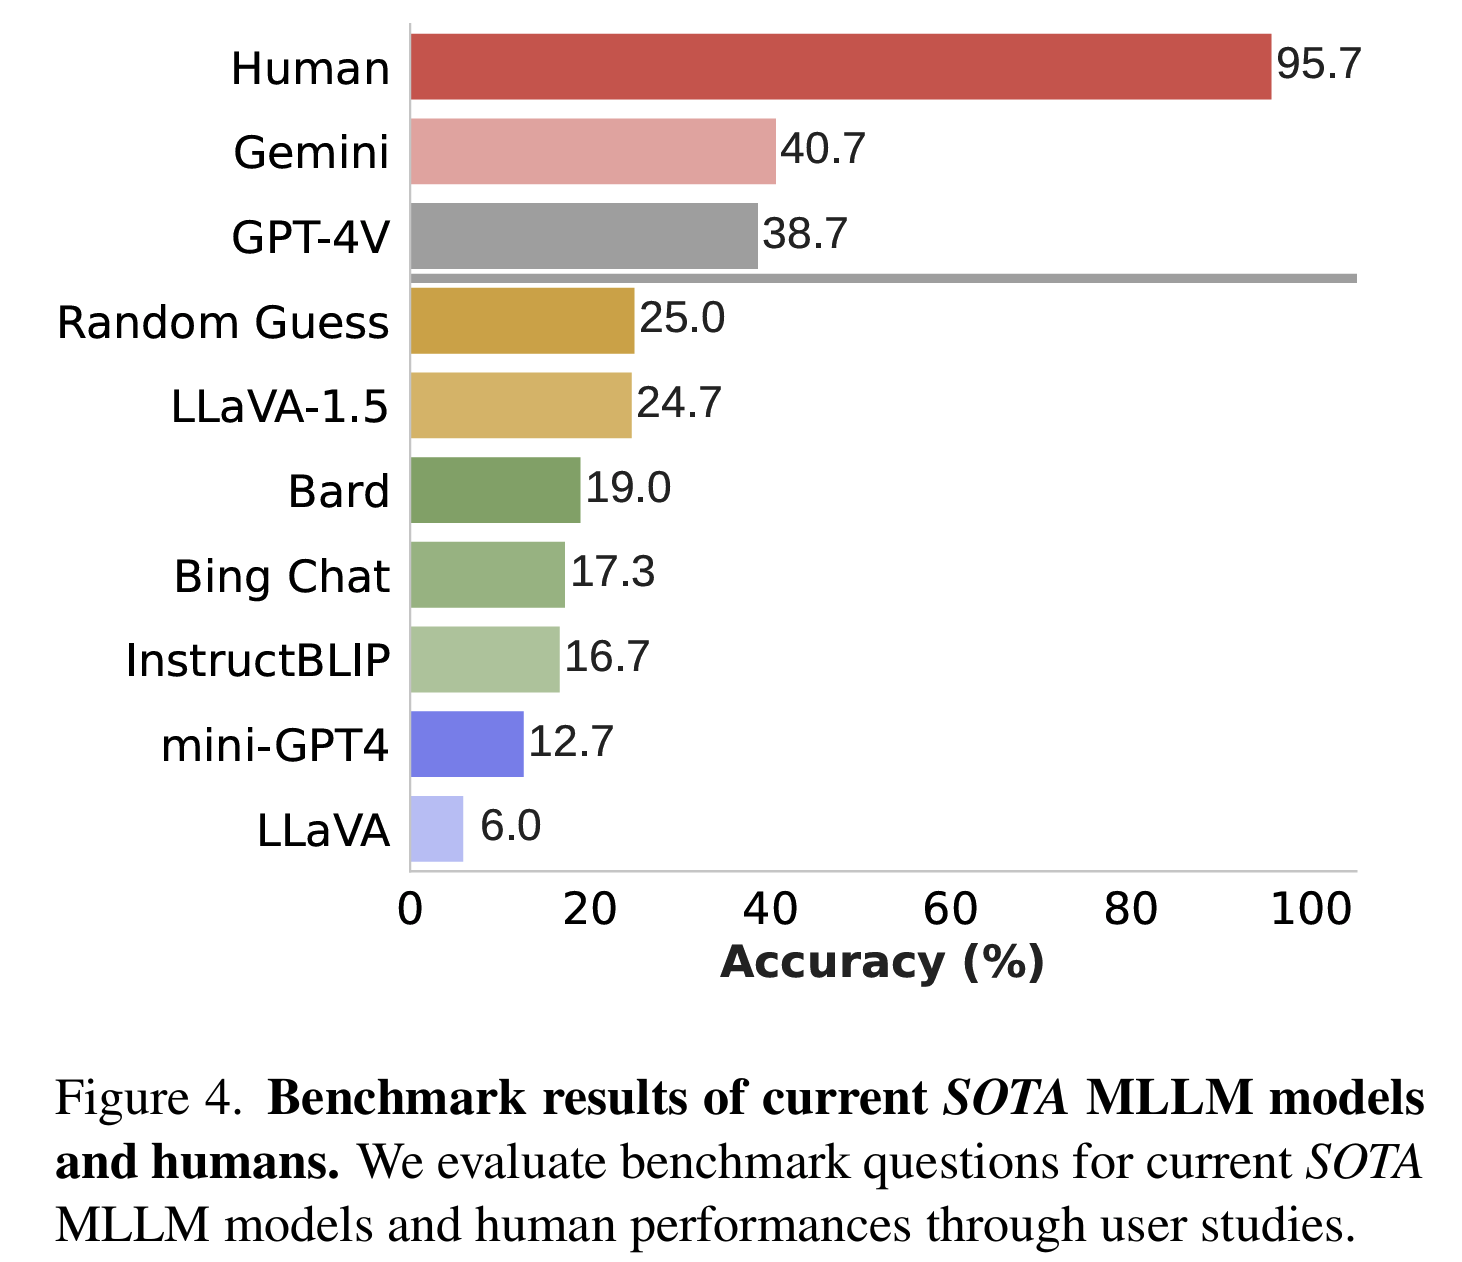 Human 95.7
Gemini 40.7
GPT-4V 38.7
Random Guess 25.0
LLaVA-1.5 24.7
Bard 19.0
Bing Chat 17.3
InstructBLIP 16.7
mini-GPT4 12.7
LLaVA 6.0
0 20 40 60 80 100
Accuracy (%)
Figure 4. Benchmark results of current SOTA MLLM models
and humans. We evaluate benchmark questions for current SOTA
MLLM models and human performances through user studies.